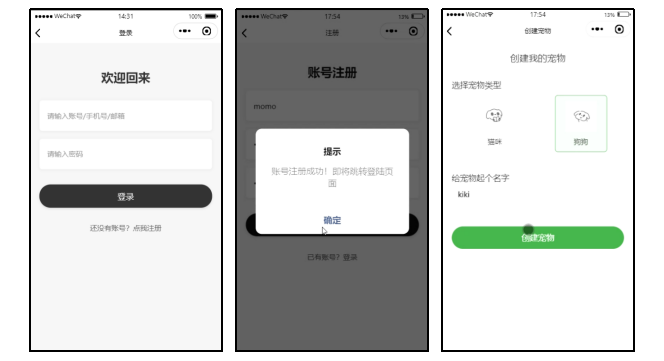 WeChat 14:31 100%
登录
欢迎回来
请输入账号/手机号/邮箱
请输入密码
登录
还没有账号？点我注册
WeChat 17:54 13%
注册
账号注册
momo
提示
账号注册成功！即将跳转登陆页
面
确定
已有账号？登录
WeChat 17:54 13%
创建宠物
创建我的宠物
选择宠物类型
猫咪 狗狗
给宠物起个名字
kiki
创建宠物